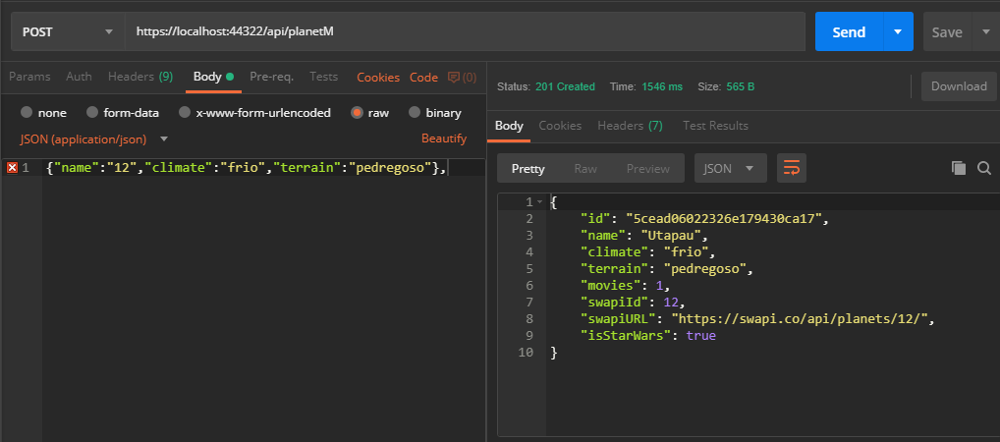 POST https://localhost:44322/api/planetM Send Save
Params Auth Headers (9) Body Pre-req. Tests Cookies Code (0)
none form-data x-www-form-urlencoded raw binary
JSON (application/json) Beautify
1 {"name":"12","climate":"frio","terrain":"pedregoso"},
Status: 201 Created Time: 1546 ms Size: 565 B Download
Body Cookies Headers (7) Test Results
Pretty Raw Preview JSON
1 {
2 "id": "5cead06022326e179430ca17",
3 "name": "Utapau",
4 "climate": "frio",
5 "terrain": "pedregoso",
6 "movies": 1,
7 "swapiId": 12,
8 "swapiURL": "https://swapi.co/api/planets/12/",
9 "isStarWars": true
10 }